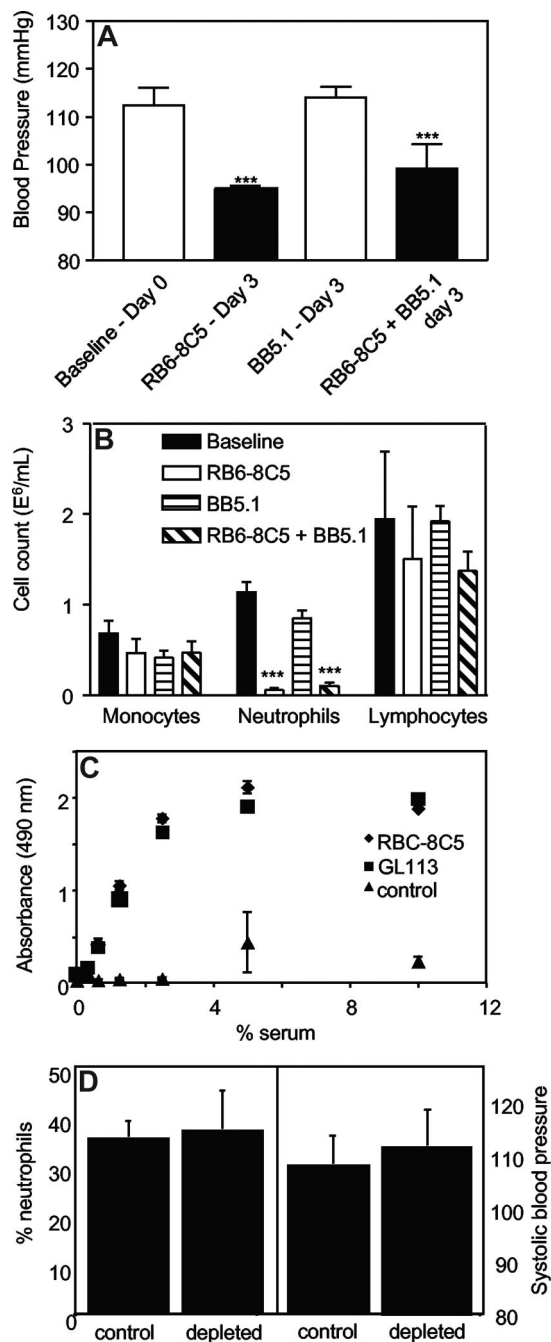 A
Blood Pressure (mmHg)
130
120
110
100
90
80
***
***
Baseline - Day 0
RB6-8C5 - Day 3
BB5.1 - Day 3
RB6-8C5 + BB5.1
day 3
B
Cell count (E⁶/mL)
3
2
1
0
Baseline
RB6-8C5
BB5.1
RB6-8C5 + BB5.1
***
***
Monocytes
Neutrophils
Lymphocytes
C
Absorbance (490 nm)
2
1
0
RBC-8C5
GL113
control
0
4
8
12
% serum
D
% neutrophils
50
40
30
20
10
0
Systolic blood pressure
120
110
100
90
80
control
depleted
control
depleted